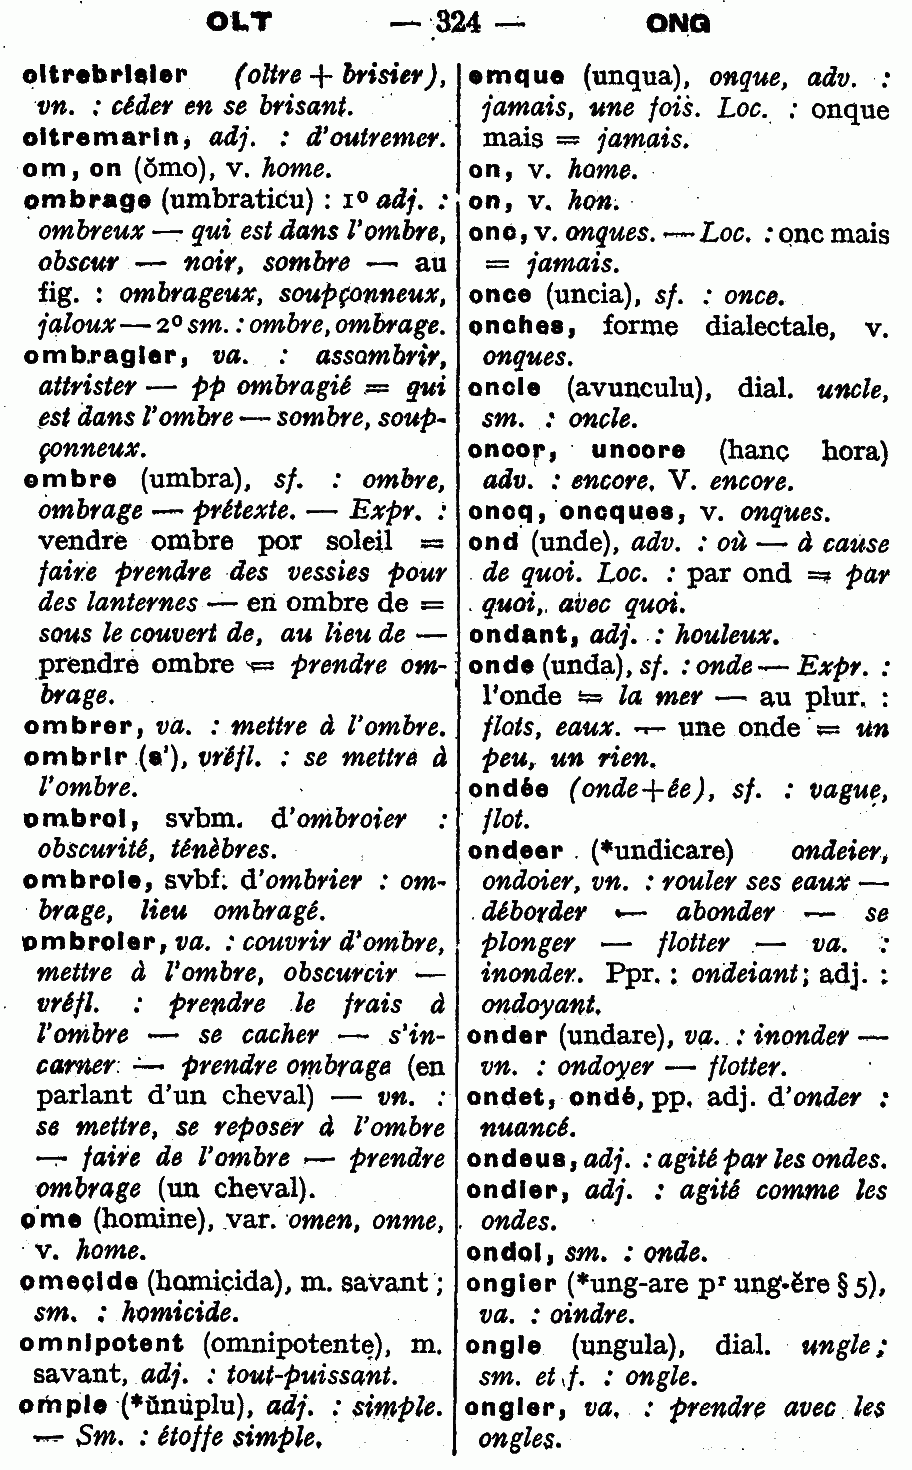 OLT — 324 — ONG
oltrebrisier (oltre + brisier),
vn. : céder en se brisant.
oltremarin, adj. : d'outremer.
om, on (ŏmo), v. home.
ombrage (umbraticu) : 1º adj. :
ombreux — qui est dans l'ombre,
obscur — noir, sombre — au
fig. : ombrageux, soupçonneux,
jaloux — 2º sm. : ombre, ombrage.
ombragier, va. : assombrir,
attrister — pp ombragié = qui
est dans l'ombre — sombre, soup-
çonneux.
ombre (umbra), sf. : ombre,
ombrage — prétexte. — Expr. :
vendre ombre por soleil =
faire prendre des vessies pour
des lanternes — en ombre de =
sous le couvert de, au lieu de —
prendre ombre = prendre om-
brage.
ombrer, va. : mettre à l'ombre.
ombrir (s'), vréfl. : se mettre à
l'ombre.
ombroi, svbm. d'ombroier :
obscurité, ténèbres.
ombroie, svbf. d'ombrier : om-
brage, lieu ombragé.
ombroier, va. : couvrir d'ombre,
mettre à l'ombre, obscurcir —
vréfl. : prendre le frais à
l'ombre — se cacher — s'in-
carner — prendre ombrage (en
parlant d'un cheval) — vn. :
se mettre, se reposer à l'ombre
— faire de l'ombre — prendre
ombrage (un cheval).
ome (homine), var. omen, onme,
v. home.
omecide (homicida), m. savant ;
sm. : homicide.
omnipotent (omnipotente), m.
savant, adj. : tout-puissant.
omple (*ŭnuplu), adj. : simple.
— Sm. : étoffe simple.
omque (unqua), onque, adv. :
jamais, une fois. Loc. : onque
mais = jamais.
on, v. home.
on, v. hon.
onc, v. onques. — Loc. : onc mais
= jamais.
once (uncia), sf. : once.
onches, forme dialectale, v.
onques.
oncle (avunculu), dial. uncle,
sm. : oncle.
oncor, uncore (hanc hora)
adv. : encore. V. encore.
oncq, oncques, v. onques.
ond (unde), adv. : où — à cause
de quoi. Loc. : par ond = par
quoi, avec quoi.
ondant, adj. : houleux.
onde (unda), sf. : onde — Expr. :
l'onde = la mer — au plur. :
flots, eaux. — une onde = un
peu, un rien.
ondée (onde+ée), sf. : vague,
flot.
ondeer (*undicare) ondeier,
ondoier, vn. : rouler ses eaux —
déborder — abonder — se
plonger — flotter — va. :
inonder. Ppr. : ondeiant ; adj. :
ondoyant.
onder (undare), va. : inonder —
vn. : ondoyer — flotter.
ondet, ondé, pp. adj. d'onder :
nuancé.
ondeus, adj. : agité par les ondes.
ondier, adj. : agité comme les
ondes.
ondoi, sm. : onde.
ongier (*ung-are pʳ ung-ĕre § 5),
va. : oindre.
ongle (ungula), dial. ungle ;
sm. et f. : ongle.
ongler, va. : prendre avec les
ongles.